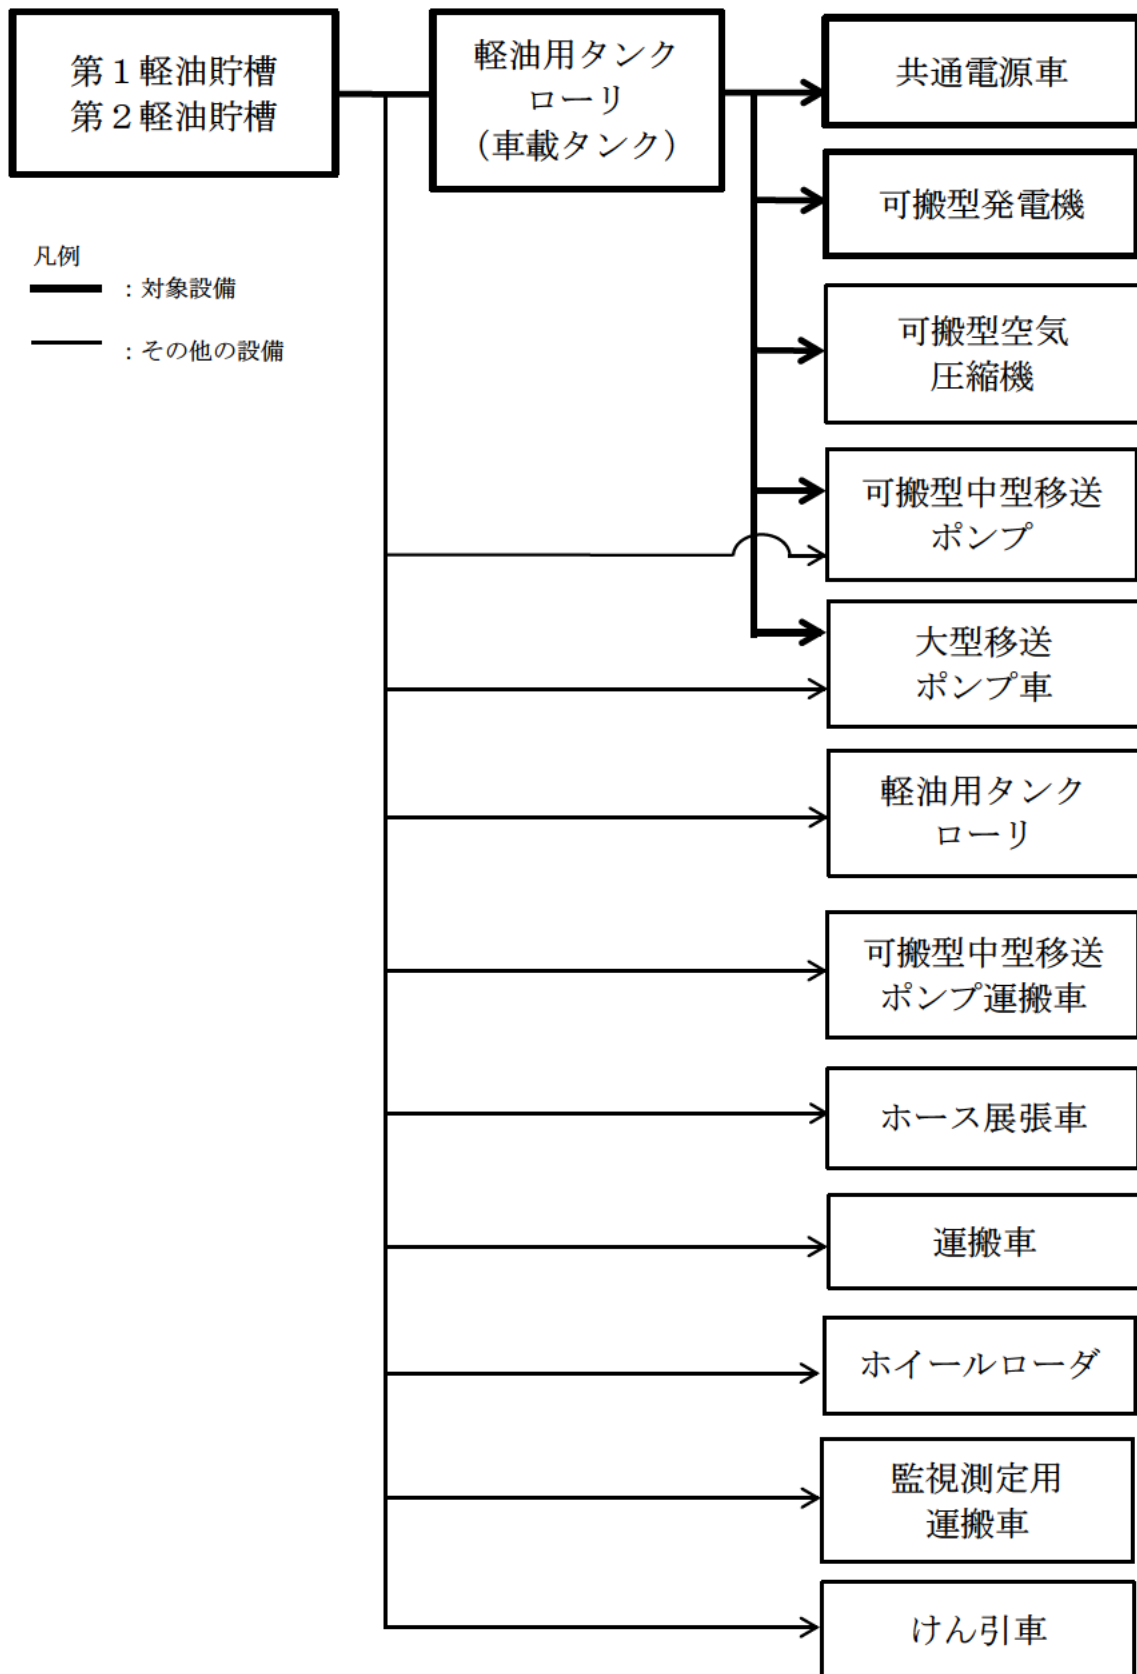 第１軽油貯槽
第２軽油貯槽
軽油用タンク
ローリ
（車載タンク）
共通電源車
可搬型発電機
凡例
：対象設備
：その他の設備
可搬型空気
圧縮機
可搬型中型移送
ポンプ
大型移送
ポンプ車
軽油用タンク
ローリ
可搬型中型移送
ポンプ運搬車
ホース展張車
運搬車
ホイールローダ
監視測定用
運搬車
けん引車